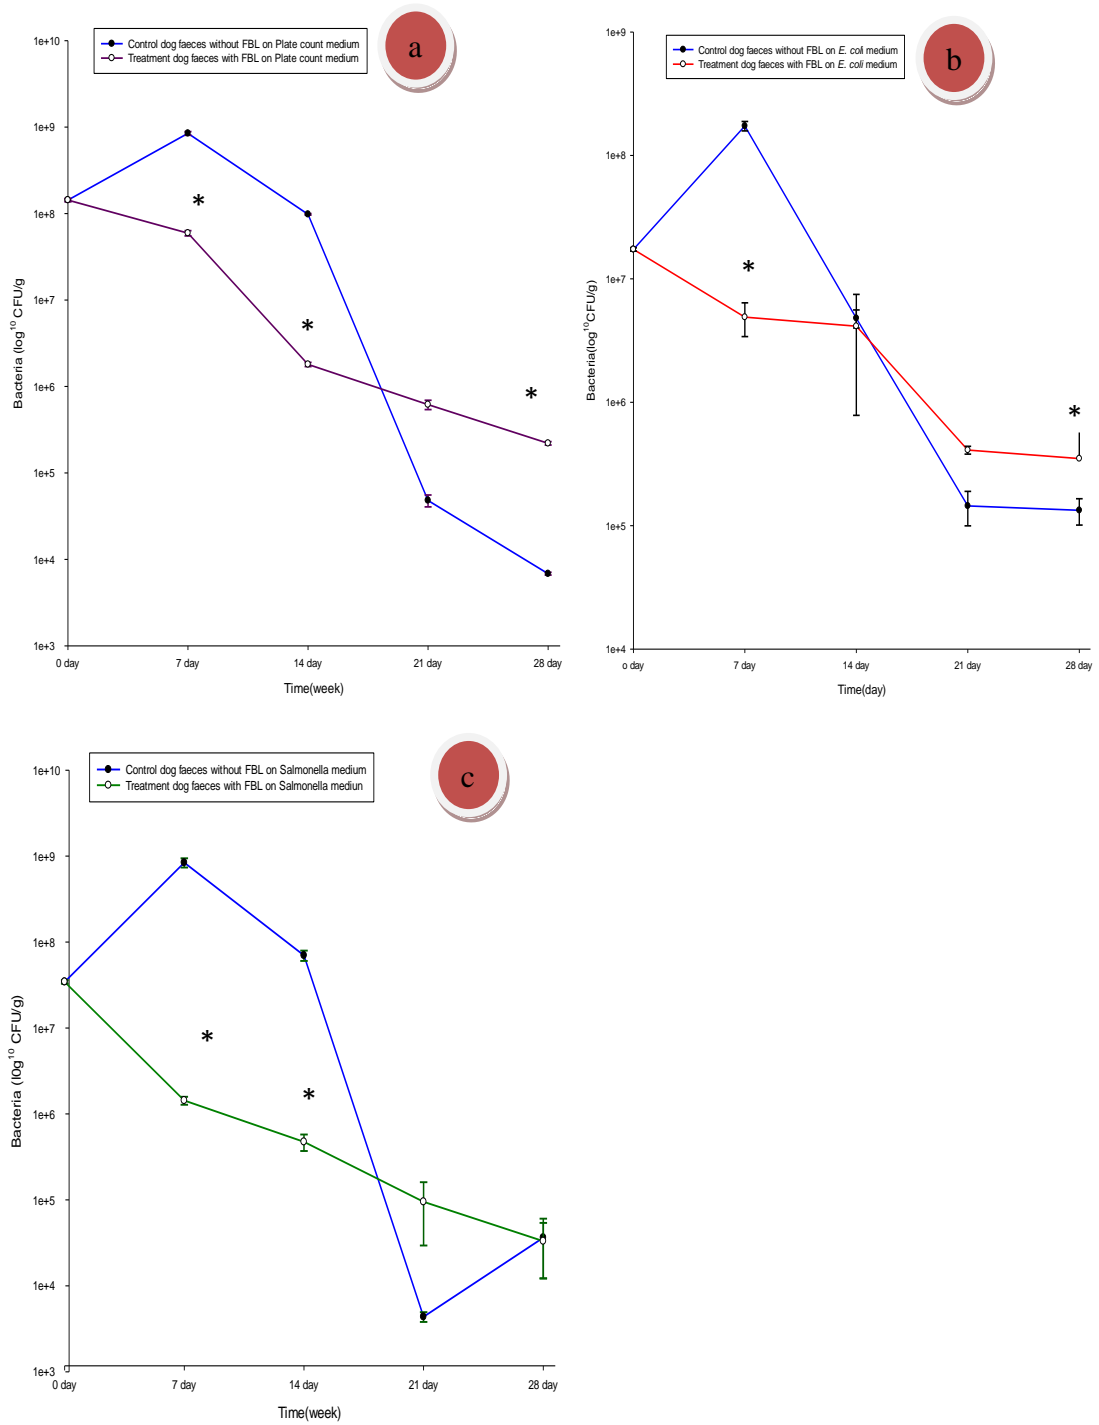 a
Control dog faeces without FBL on Plate count medium
Treatment dog faeces with FBL on Plate count medium
1e+10
1e+9
1e+8
1e+7
1e+6
1e+5
1e+4
1e+3
Bacteria (log10 CFU/g)
*
*
*
0 day
7 day
14 day
21 day
28 day
Time(week)
b
Control dog faeces without FBL on E. coli medium
Treatment dog faeces with FBL on E. coli medium
1e+9
1e+8
1e+7
1e+6
1e+5
1e+4
Bacteria(log10CFU/g)
*
*
o day
7 day
14 day
21 day
28 day
Time(day)
c
Control dog faeces without FBL on Salmonella medium
Treatment dog faeces with FBL on Salmonella mediun
1e+10
1e+9
1e+8
1e+7
1e+6
1e+5
1e+4
1e+3
Bacteria (log10 CFU/g)
*
*
0 day
7 day
14 day
21 day
28 day
Time(week)